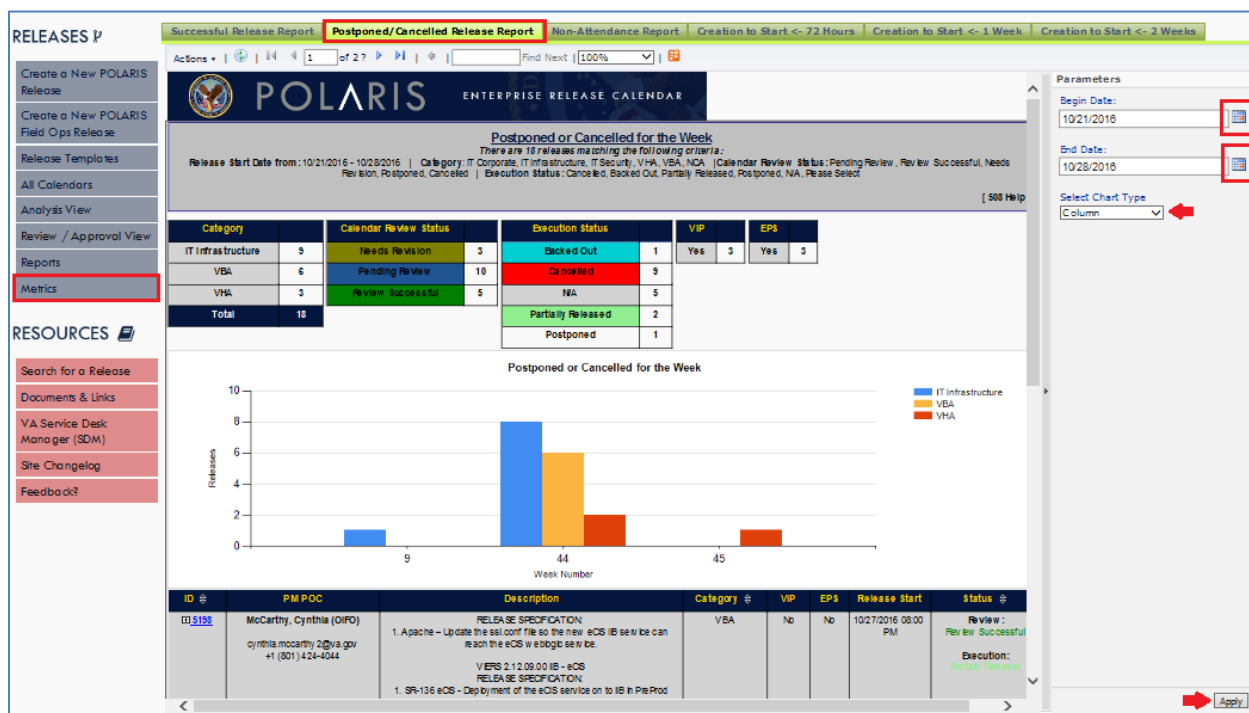 RELEASES
Create a New POLARIS
Release
Create a New POLARIS
Field Ops Release
Release Templates
All Calendars
Analysis View
Review / Approval View
Reports
Metrics
RESOURCES
Search for a Release
Documents & Links
VA Service Desk
Manager (SDM)
Site Changelog
Feedback?
Successful Release Report
Postponed/Cancelled Release Report
Non-Attendance Report
Creation to Start <- 72 Hours
Creation to Start <- 1 Week
Creation to Start <- 2 Weeks
Actions
1 of 2? Find Next 100%
POLARIS ENTERPRISE RELEASE CALENDAR
Postponed or Cancelled for the Week
There are 18 releases matching the following criteria:
Release Start Date from: 10/21/2016 - 10/28/2016 | Category: IT Corporate, IT Infrastructure, IT Security, VHA, VBA, NCA | Calendar Review Status: Pending Review, Review Successful, Needs
Revision, Postponed, Cancelled | Execution Status: Cancelled, Backed Out, Partially Released, Postponed, N/A, Please Select
[ 508 Help
Category Calendar Review Status Execution Status VIP EPS
IT Infrastructure 9 Needs Revision 3 Backed Out 1 Yes 3 Yes 3
VBA 6 Pending Review 10 Cancelled 9
VHA 3 Review Successful 5 N/A 5
Total 18 Partially Released 2
Postponed 1
Postponed or Cancelled for the Week
10
8
6
4
2
0
Releases
9 44 45
Week Number
IT Infrastructure
VBA
VHA
ID PM POC Description Category VIP EPS Release Start Status
5198 McCarthy, Cynthia (OIFO)
cynthia.mccarthy2@va.gov
+1 (801) 424-4044
RELEASE SPECIFICATION:
1. Apache – Update the ssl.conf file so the new eCIS IIB service can
reach the eCIS weblogic service.
VIERS 2.12.09.00 IIB - eCIS
RELEASE SPECIFICATION:
1. SR-136 eCIS - Deployment of the eCIS service on to IIB in PreProd
VBA No No 10/27/2016 08:00
PM
Review:
Review Successful
Execution:
Partially Released
Parameters
Begin Date:
10/21/2016
End Date:
10/28/2016
Select Chart Type
Column
Apply